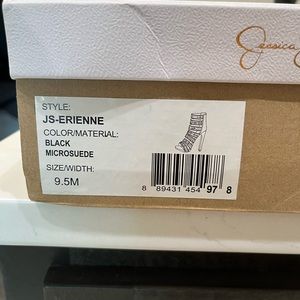 Jessica
STYLE:
JS-ERIENNE
COLOR/MATERIAL:
BLACK
MICROSUEDE
SIZE/WIDTH:
9.5M
8 89431 454 97 8